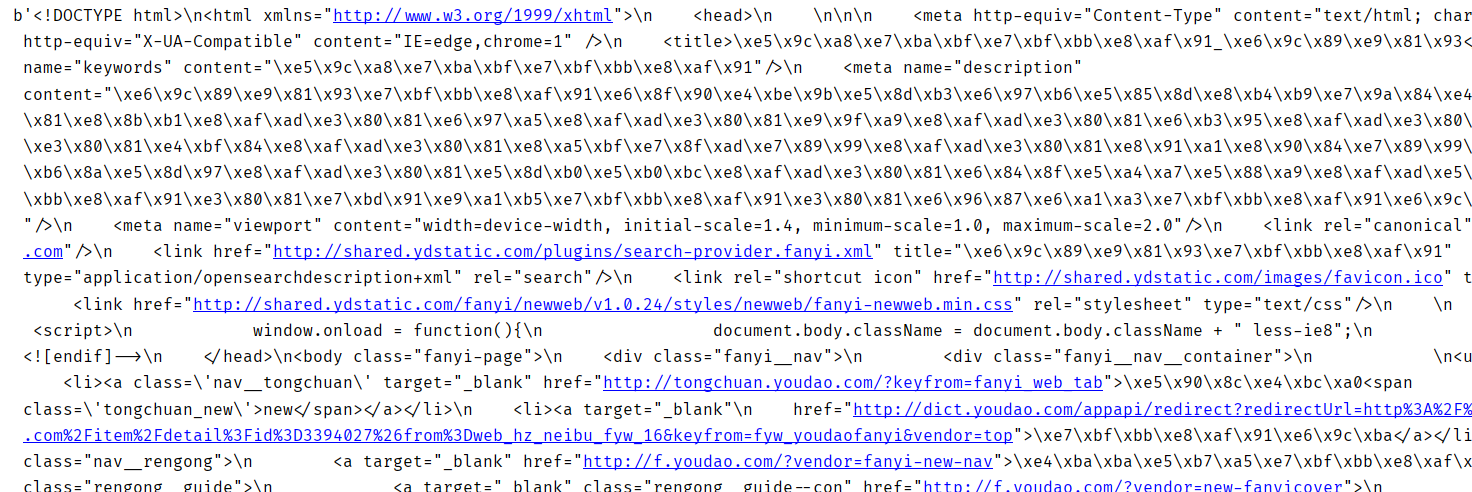 b'<!DOCTYPE html>\n<html xmlns="http://www.w3.org/1999/xhtml">\n    <head>\n    \n\n\n    <meta http-equiv="Content-Type" content="text/html; char
http-equiv="X-UA-Compatible" content="IE=edge,chrome=1" />\n    <title>\xe5\x9c\xa8\xe7\xba\xbf\xe7\xbf\xbb\xe8\xaf\x91_\xe6\x9c\x89\xe9\x81\x93<
name="keywords" content="\xe5\x9c\xa8\xe7\xba\xbf\xe7\xbf\xbb\xe8\xaf\x91"/>\n    <meta name="description"
content="\xe6\x9c\x89\xe9\x81\x93\xe7\xbf\xbb\xe8\xaf\x91\xe6\x8f\x90\xe4\xbe\x9b\xe5\x8d\xb3\xe6\x97\xb6\xe5\x85\x8d\xe8\xb4\xb9\xe7\x9a\x84\xe4
\x81\xe8\x8b\xb1\xe8\xaf\xad\xe3\x80\x81\xe6\x97\xa5\xe8\xaf\xad\xe3\x80\x81\xe9\x9f\xa9\xe8\xaf\xad\xe3\x80\x81\xe6\xb3\x95\xe8\xaf\xad\xe3\x80\
\xe3\x80\x81\xe4\xbf\x84\xe8\xaf\xad\xe3\x80\x81\xe8\xa5\xbf\xe7\x8f\xad\xe7\x89\x99\xe8\xaf\xad\xe3\x80\x81\xe8\x91\xa1\xe8\x90\x84\xe7\x89\x99\
\xb6\x8a\xe5\x8d\x97\xe8\xaf\xad\xe3\x80\x81\xe5\x8d\xb0\xe5\xb0\xbc\xe8\xaf\xad\xe3\x80\x81\xe6\x84\x8f\xe5\xa4\xa7\xe5\x88\xa9\xe8\xaf\xad\xe5\
\xbb\xe8\xaf\x91\xe3\x80\x81\xe7\xbd\x91\xe9\xa1\xb5\xe7\xbf\xbb\xe8\xaf\x91\xe3\x80\x81\xe6\x96\x87\xe6\xa1\xa3\xe7\xbf\xbb\xe8\xaf\x91\xe6\x9c\
"/>\n    <meta name="viewport" content="width=device-width, initial-scale=1.4, minimum-scale=1.0, maximum-scale=2.0"/>\n    <link rel="canonical"
.com"/>\n    <link href="http://shared.ydstatic.com/plugins/search-provider.fanyi.xml" title="\xe6\x9c\x89\xe9\x81\x93\xe7\xbf\xbb\xe8\xaf\x91"
type="application/opensearchdescription+xml" rel="search"/>\n    <link rel="shortcut icon" href="http://shared.ydstatic.com/images/favicon.ico" t
<link href="http://shared.ydstatic.com/fanyi/newweb/v1.0.24/styles/newweb/fanyi-newweb.min.css" rel="stylesheet" type="text/css"/>\n    \n
<script>\n            window.onload = function(){\n                 document.body.className = document.body.className + " less-ie8";\n
<![endif]-->\n    </head>\n<body class="fanyi-page">\n    <div class="fanyi__nav">\n        <div class="fanyi__nav__container">\n            \n<u
<li><a class=\'nav__tongchuan\' target="_blank" href="http://tongchuan.youdao.com/?keyfrom=fanyi_web_tab">\xe5\x90\x8c\xe4\xbc\xa0<span
class=\'tongchuan_new\'>new</span></a></li>\n    <li><a target="_blank"\n    href="http://dict.youdao.com/appapi/redirect?redirectUrl=http%3A%2F%
.com%2Fitem%2Fdetail%3Fid%3D3394027%26from%3Dweb_hz_neibu_fyw_16&keyfrom=fyw_youdaofanyi&vendor=top">\xe7\xbf\xbb\xe8\xaf\x91\xe6\x9c\xba</a></li
class="nav__rengong">\n        <a target="_blank" href="http://f.youdao.com/?vendor=fanyi-new-nav">\xe4\xba\xba\xe5\xb7\xa5\xe7\xbf\xbb\xe8\xaf\x
class="rengong__guide">\n            <a target="_blank" class="rengong__guide--con" href="http://f.youdao.com/?vendor=new-fanyicover">\n